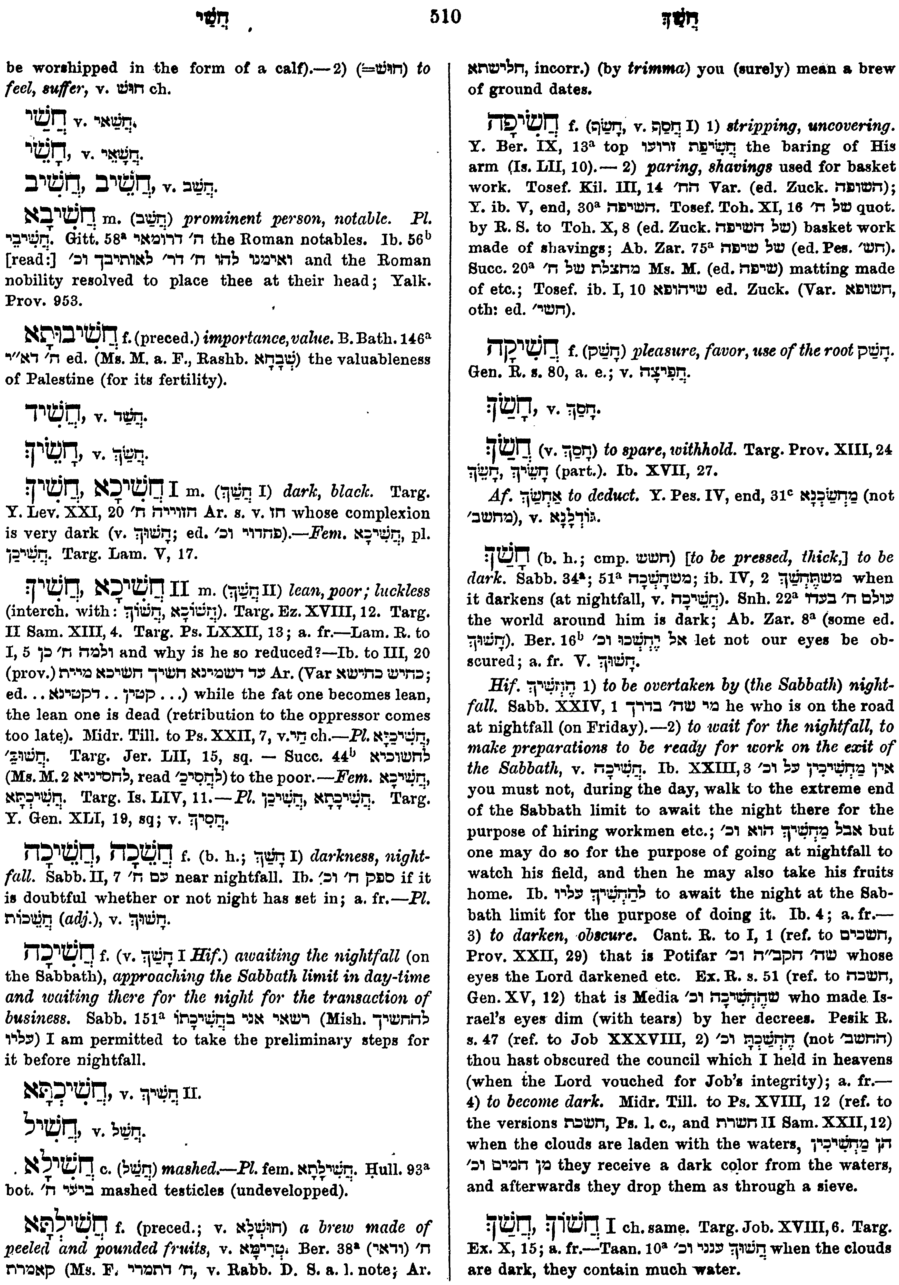 חֲשַׁי 510 חָשַׁךְ
be worshipped in the form of a calf).—2) (=חוּשׁ) to
feel, suffer, v. חוּשׁ ch.
חֲשַׁי v. חֲשַׁאי.
חָשֵׁי, v. חָשָׁאֵי.
חֲשֵׁיב, חֲשִׁיב, v. חֲשַׁב.
חֲשִׁיבָא m. (חֲשַׁב) prominent person, notable. Pl.
חֲשִׁיבֵי. Gitt. 58ᵃ ח' דרומאי the Roman notables. Ib. 56ᵇ
[read:] ואימנו להו ח' דר' לאותיבך וכ' and the Roman
nobility resolved to place thee at their head; Yalk.
Prov. 953.
חֲשִׁיבוּתָא f. (preced.) importance, value. B. Bath. 146ᵃ
ח' דא"י ed. (Ms. M. a. F., Rashb. שְׁבָחָא) the valuableness
of Palestine (for its fertility).
חֲשִׁיד, v. חֲשַׁד.
חָשֵׂיךְ, v. חָשַׂךְ.
חֲשִׁיךְ, חֲשִׁיכָא I m. (חֲשַׁךְ I) dark, black. Targ.
Y. Lev. XXI, 20 ח' חזוייה Ar. s. v. חז whose complexion
is very dark (v. חֲשׁוּךְ; ed. פחדוי וכ').—Fem. חֲשִׁיכָא, pl.
חֲשִׁיכָן. Targ. Lam. V, 17.
חֲשִׁיךְ, חֲשִׁיכָא II m. (חֲשַׁךְ II) lean, poor; luckless
(interch. with: חֲשׁוֹךְ, חֲשׁוֹכָא). Targ. Ez. XVIII, 12. Targ.
II Sam. XIII, 4. Targ. Ps. LXXII, 13; a. fr.—Lam. R. to
I, 5 ולמה ח' כן and why is he so reduced?—Ib. to III, 20
(prov.) עד דשמינא חשיך חשיכא מיית Ar. (Var כחיש כחישא;
ed. . . קטין . . דקטינא . . .) while the fat one becomes lean,
the lean one is dead (retribution to the oppressor comes
too late). Midr. Till. to Ps. XXII, 7, v. חַי ch.—Pl. חֲשִׁיכַיָּא,
חֲשׁוֹכֵ'. Targ. Jer. LII, 15, sq. — Succ. 44ᵇ לחשוכיא
(Ms. M. 2 לחסיניא, read לַחֲסִיכַ') to the poor.—Fem. חֲשִׁיכָא,
חֲשִׁיכְתָּא. Targ. Is. LIV, 11.—Pl. חֲשִׁיכָן, חֲשִׁיכָתָא. Targ.
Y. Gen. XLI, 19, sq; v. חֲסִיךְ.
חֲשֵׁיכָה, חֲשֵׁכָה f. (b. h.; חָשַׁךְ I) darkness, night-
fall. Sabb. II, 7 עם ח' near nightfall. Ib. ספק ח' וכ' if it
is doubtful whether or not night has set in; a. fr.—Pl.
חֲשֵׁכוֹת (adj.), v. חָשׁוּךְ.
חֲשִׁיכָה f. (v. חָשַׁךְ I Hif.) awaiting the nightfall (on
the Sabbath), approaching the Sabbath limit in day-time
and waiting there for the night for the transaction of
business. Sabb. 151ᵃ רשאי אני בחֲשִׁיכָתוֹ (Mish. להחשיך
עליו) I am permitted to take the preliminary steps for
it before nightfall.
חֲשִׁיכְתָּא, v. חֲשִׁיךְ II.
חֲשִׁיל, v. חֲשַׁל.
חֲשִׁילָא c. (חֲשַׁל) mashed.—Pl. fem. חֲשִׁילָתָא. Ḥull. 93ᵃ
bot. ביעי ח' mashed testicles (undevelopped).
חֲשִׁילְתָּא f. (preced.; v. חוּשְׁלָא) a brew made of
peeled and pounded fruits, v. טְרִימָּא. Ber. 38ᵃ (ודאי) ח'
קאמרת (Ms. F. ח' דתמרי, v. Rabb. D. S. a. l. note; Ar.
חלישתא, incorr.) (by trimma) you (surely) mean a brew
of ground dates.
חֲשִׂיפָה f. (חָשַׂף, v. חָסַף I) 1) stripping, uncovering.
Y. Ber. IX, 13ᵃ top חֲשִׂיפַת זרועו the baring of His
arm (Is. LII, 10).— 2) paring, shavings used for basket
work. Tosef. Kil. III, 14 הח' Var. (ed. Zuck. חשופה);
Y. ib. V, end, 30ᵃ חשיפה. Tosef. Toh. XI, 16 של ח' quot.
by R. S. to Toh. X, 8 (ed. Zuck. של השיפה) basket work
made of shavings; Ab. Zar. 75ᵃ של שיפה (ed. Pes. חש').
Succ. 20ᵃ מחצלת של ח' Ms. M. (ed. שיפה) matting made
of etc.; Tosef. ib. I, 10 שיהופא ed. Zuck. (Var. חשופא,
oth. ed. חשי').
חֲשִׁיקָה f. (חָשַׁק) pleasure, favor, use of the root חָשַׁק.
Gen. R. s. 80, a. e.; v. חֲפִיצָה.
חָשַׂךְ, v. חָסַךְ.
חֲשַׂךְ (v. חָסַךְ) to spare, withhold. Targ. Prov. XIII, 24
חָשֵׂיךְ, חָשֵׂךְ (part.). Ib. XVII, 27.
Af. אַחְשַׂךְ to deduct. Y. Pes. IV, end, 31ᶜ מַחְשַׂכְנָא (not
מחשב'), v. גּוֹדְלָנָא.
חָשַׁךְ (b. h.; cmp. חשש) [to be pressed, thick,] to be
dark. Sabb. 34ᵃ; 51ᵃ משחָשֵׁכָה; ib. IV, 2 משתֶּחְשַׁךְ when
it darkens (at nightfall, v. חֲשֵׁיכָה). Snh. 22ᵃ עולם ח' בעדו
the world around him is dark; Ab. Zar. 8ᵃ (some ed.
חָשׁוּךְ). Ber. 16ᵇ אל יֶחְשְׁכוּ וכ' let not our eyes be ob-
scured; a. fr. V. חָשׁוּךְ.
Hif. הֶחְשִׁיךְ 1) to be overtaken by (the Sabbath) night-
fall. Sabb. XXIV, 1 מי שה' בדרך he who is on the road
at nightfall (on Friday).—2) to wait for the nightfall, to
make preparations to be ready for work on the exit of
the Sabbath, v. חֲשִׁיכָה. Ib. XXIII, 3 אין מַחְשִׁיכִין על וכ'
you must not, during the day, walk to the extreme end
of the Sabbath limit to await the night there for the
purpose of hiring workmen etc.; אבל מַחְשִׁיךְ הוא וכ' but
one may do so for the purpose of going at nightfall to
watch his field, and then he may also take his fruits
home. Ib. לְהַחְשִׁיךְ עליו to await the night at the Sab-
bath limit for the purpose of doing it. Ib. 4; a. fr.—
3) to darken, obscure. Cant. R. to I, 1 (ref. to חשכים,
Prov. XXII, 29) that is Potifar שה' הקב"ה וכ' whose
eyes the Lord darkened etc. Ex. R. s. 51 (ref. to חשכה,
Gen. XV, 12) that is Media שהֶחְשִׁיכָה וכ' who made Is-
rael's eyes dim (with tears) by her decrees. Pesik R.
s. 47 (ref. to Job XXXVIII, 2) הֶחְשַׁכְתָּ וכ' (not החשב')
thou hast obscured the council which I held in heavens
(when the Lord vouched for Job's integrity); a. fr.—
4) to become dark. Midr. Till. to Ps. XVIII, 12 (ref. to
the versions חשכת, Ps. l. c., and חשרת II Sam. XXII, 12)
when the clouds are laden with the waters, הן מַחְשִׁיכִין
מן המים וכ' they receive a dark color from the waters,
and afterwards they drop them as through a sieve.
חֲשַׁךְ, חֲשׁוֹךְ I ch. same. Targ. Job. XVIII, 6. Targ.
Ex. X, 15; a. fr.—Taan. 10ᵃ חֲשׁוֹךְ ענני וכ' when the clouds
are dark, they contain much water.